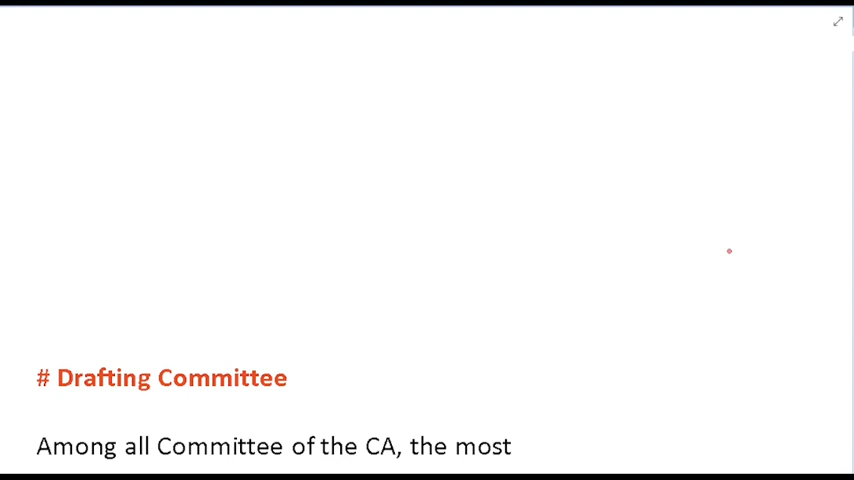 # Drafting Committee
Among all Committee of the CA, the most